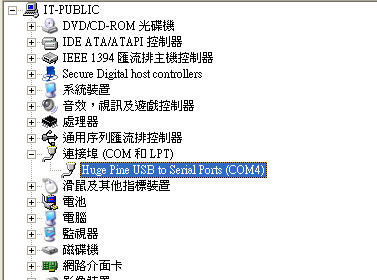 IT-PUBLIC
DVD/CD-ROM 光碟機
IDE ATA/ATAPI 控制器
IEEE 1394 匯流排主機控制器
Secure Digital host controllers
系統裝置
音效，視訊及遊戲控制器
處理器
通用序列匯流排控制器
連接埠 (COM 和 LPT)
Huge Pine USB to Serial Ports (COM4)
滑鼠及其他指標裝置
電池
電腦
監視器
磁碟機
網路介面卡
影像裝置